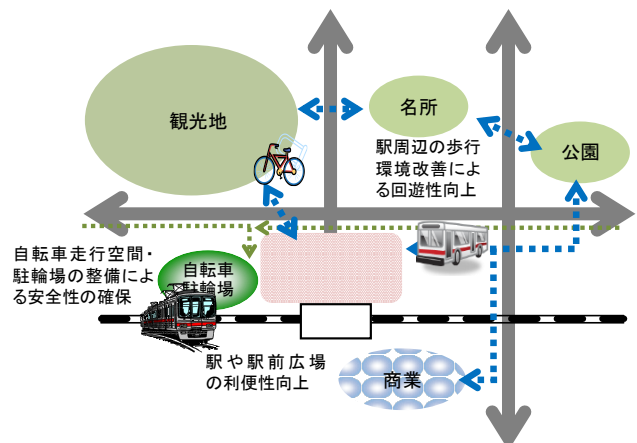 観光地
名所
駅周辺の歩行
環境改善によ
る回遊性向上
公園
自転車走行空間・
駐輪場の整備によ
る安全性の確保
自転車
駐輪場
駅や駅前広場
の利便性向上
商業